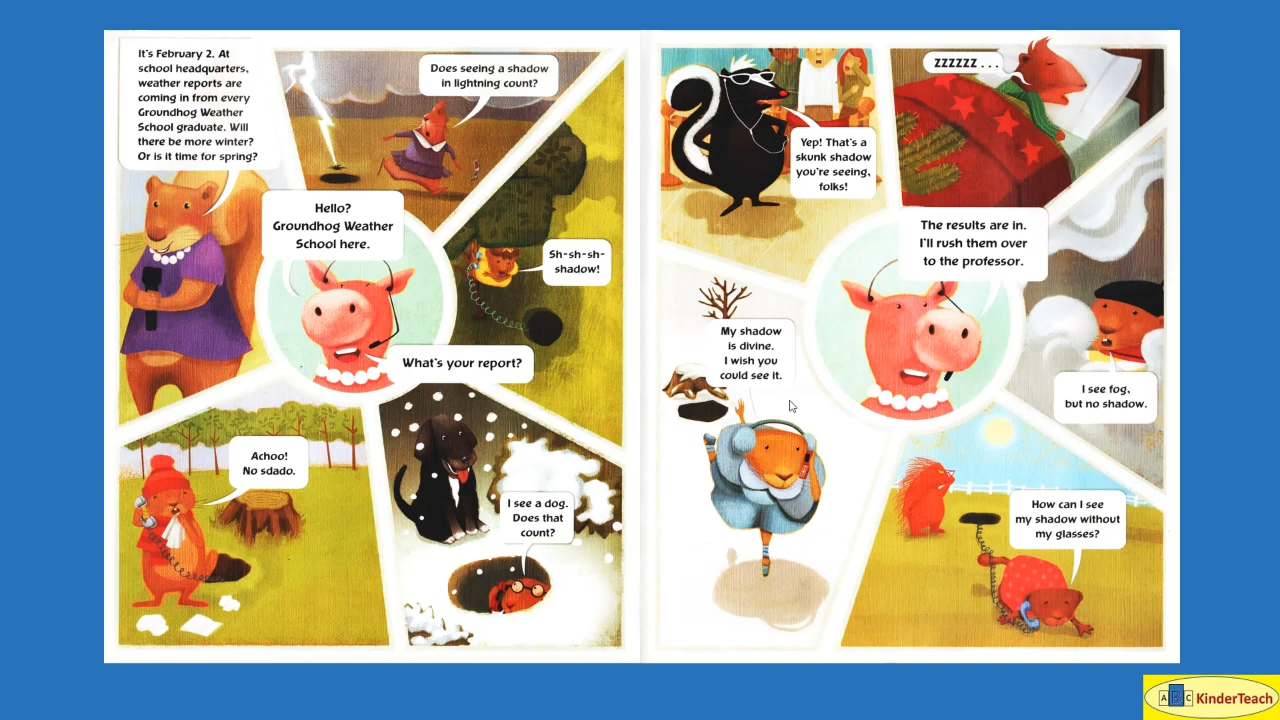 It's February 2. At
school headquarters,
weather reports are
coming in from every
Groundhog Weather
School graduate. Will
there be more winter?
Or is it time for spring?
Does seeing a shadow
in lightning count?
Hello?
Groundhog Weather
School here.
Sh-sh-sh-
shadow!
What's your report?
Achoo!
No sdado.
I see a dog.
Does that
count?
Yep! That's a
skunk shadow
you're seeing,
folks!
ZZZZZZ . . .
The results are in.
I'll rush them over
to the professor.
My shadow
is divine.
I wish you
could see it.
I see fog,
but no shadow.
How can I see
my shadow without
my glasses?
ABC KinderTeach